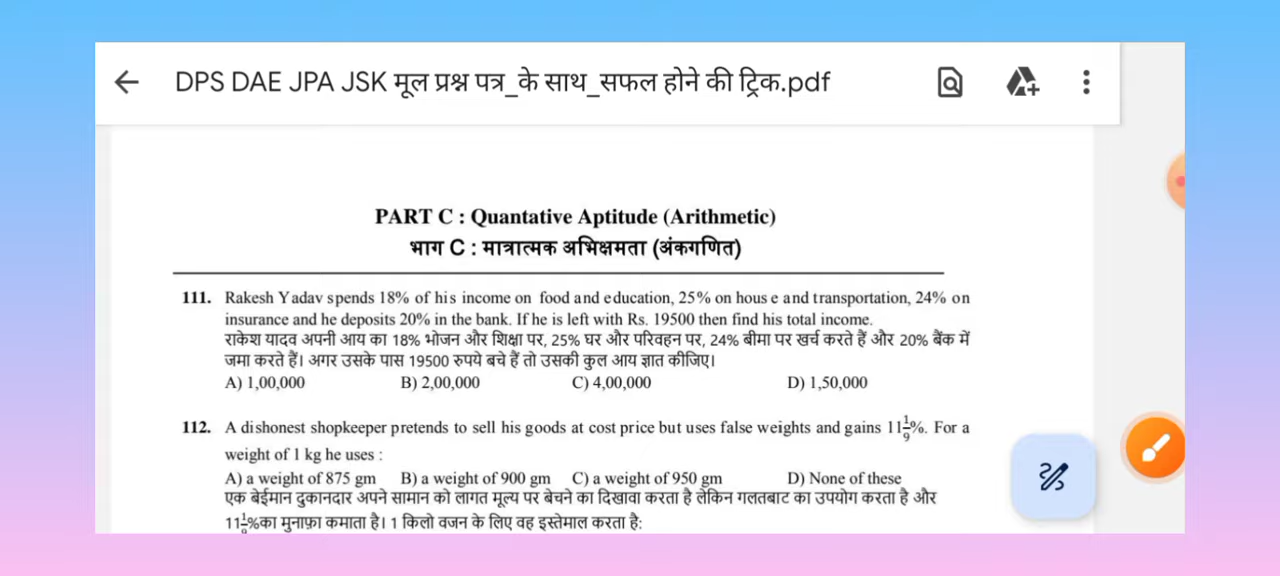 DPS DAE JPA JSK मूल प्रश्न पत्र_के साथ_सफल होने की ट्रिक.pdf
PART C : Quantative Aptitude (Arithmetic)
भाग C : मात्रात्मक अभिक्षमता (अंकगणित)
111. Rakesh Yadav spends 18% of his income on food and education, 25% on house and transportation, 24% on
insurance and he deposits 20% in the bank. If he is left with Rs. 19500 then find his total income.
राकेश यादव अपनी आय का 18% भोजन और शिक्षा पर, 25% घर और परिवहन पर, 24% बीमा पर खर्च करते हैं और 20% बैंक में
जमा करते हैं। अगर उसके पास 19500 रुपये बचे हैं तो उसकी कुल आय ज्ञात कीजिए।
A) 1,00,000 B) 2,00,000 C) 4,00,000 D) 1,50,000
112. A dishonest shopkeeper pretends to sell his goods at cost price but uses false weights and gains 11 1/9%. For a
weight of 1 kg he uses :
A) a weight of 875 gm B) a weight of 900 gm C) a weight of 950 gm D) None of these
एक बेईमान दुकानदार अपने सामान को लागत मूल्य पर बेचने का दिखावा करता है लेकिन गलतबाट का उपयोग करता है और
11 1/9%का मुनाफ़ा कमाता है। 1 किलो वजन के लिए वह इस्तेमाल करता है: